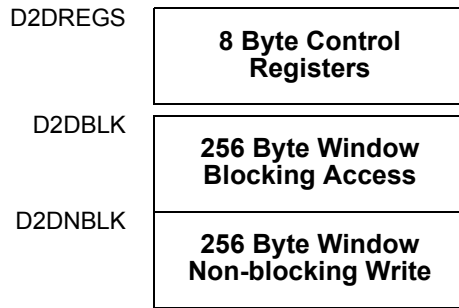 D2DREGS
8 Byte Control
Registers
D2DBLK
256 Byte Window
Blocking Access
D2DNBLK
256 Byte Window
Non-blocking Write